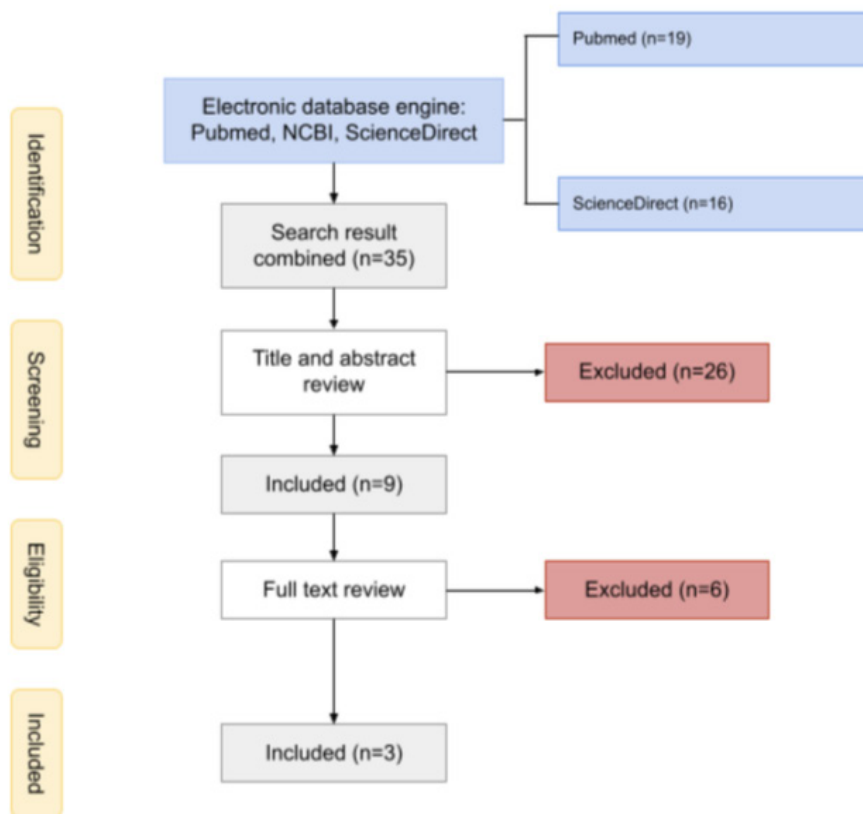 Pubmed (n=19)
Electronic database engine:
Pubmed, NCBI, ScienceDirect
Identification
ScienceDirect (n=16)
Search result
combined (n=35)
Screening
Title and abstract
review
Excluded (n=26)
Included (n=9)
Eligibility
Full text review
Excluded (n=6)
Included
Included (n=3)